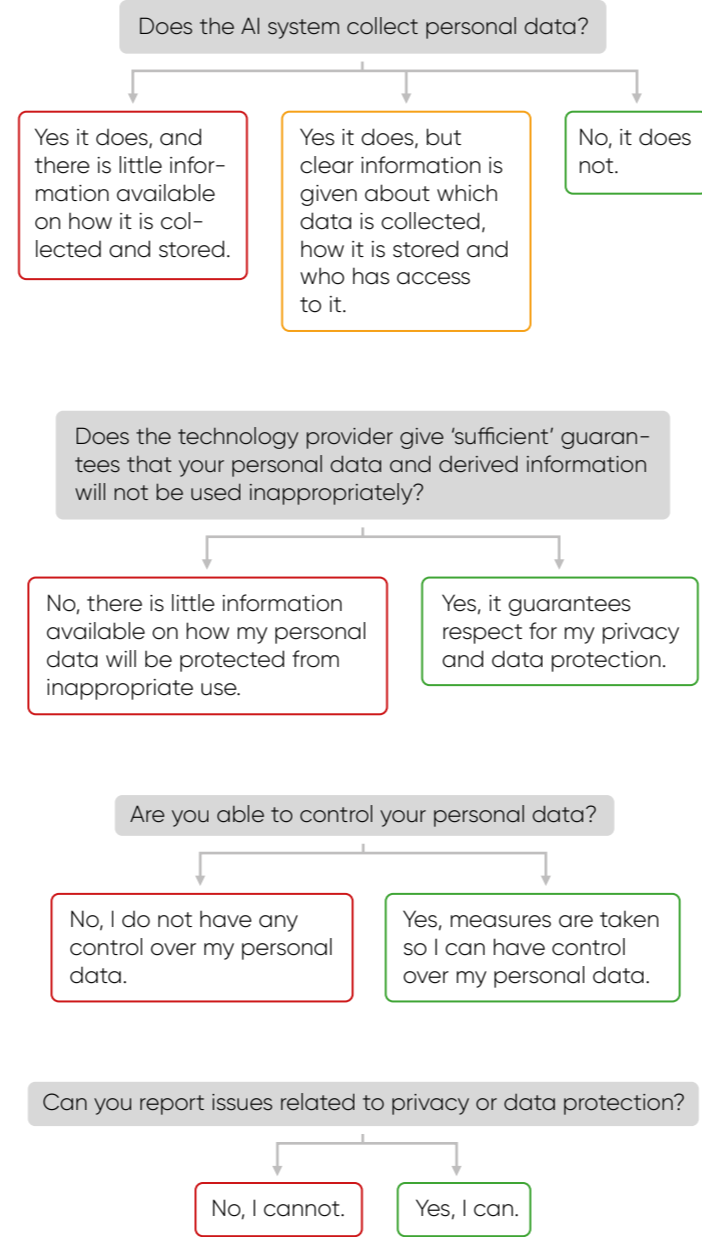 Does the AI system collect personal data?
Yes it does, and
there is little infor-
mation available
on how it is col-
lected and stored.
Yes it does, but
clear information is
given about which
data is collected,
how it is stored and
who has access
to it.
No, it does
not.
Does the technology provider give ‘sufficient’ guaran-
tees that your personal data and derived information
will not be used inappropriately?
No, there is little information
available on how my personal
data will be protected from
inappropriate use.
Yes, it guarantees
respect for my privacy
and data protection.
Are you able to control your personal data?
No, I do not have any
control over my personal
data.
Yes, measures are taken
so I can have control
over my personal data.
Can you report issues related to privacy or data protection?
No, I cannot.
Yes, I can.